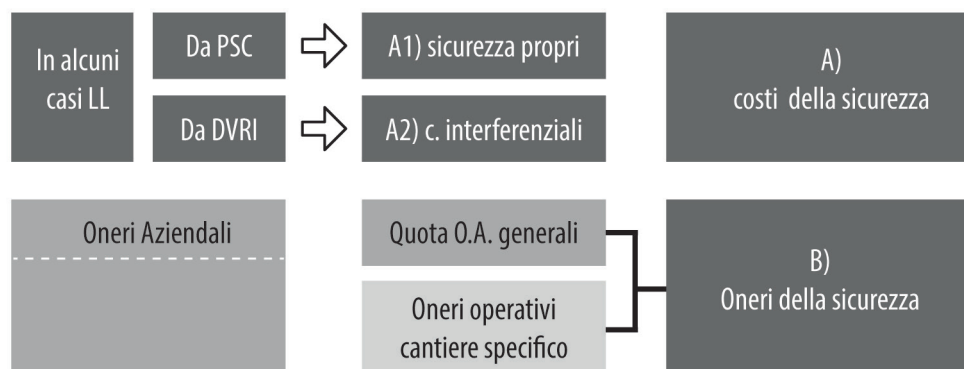 In alcuni
casi LL
Da PSC
A1) sicurezza propri
A)
costi della sicurezza
Da DVRI
A2) c. interferenziali
Oneri Aziendali
Quota O.A. generali
B)
Oneri della sicurezza
Oneri operativi
cantiere specifico